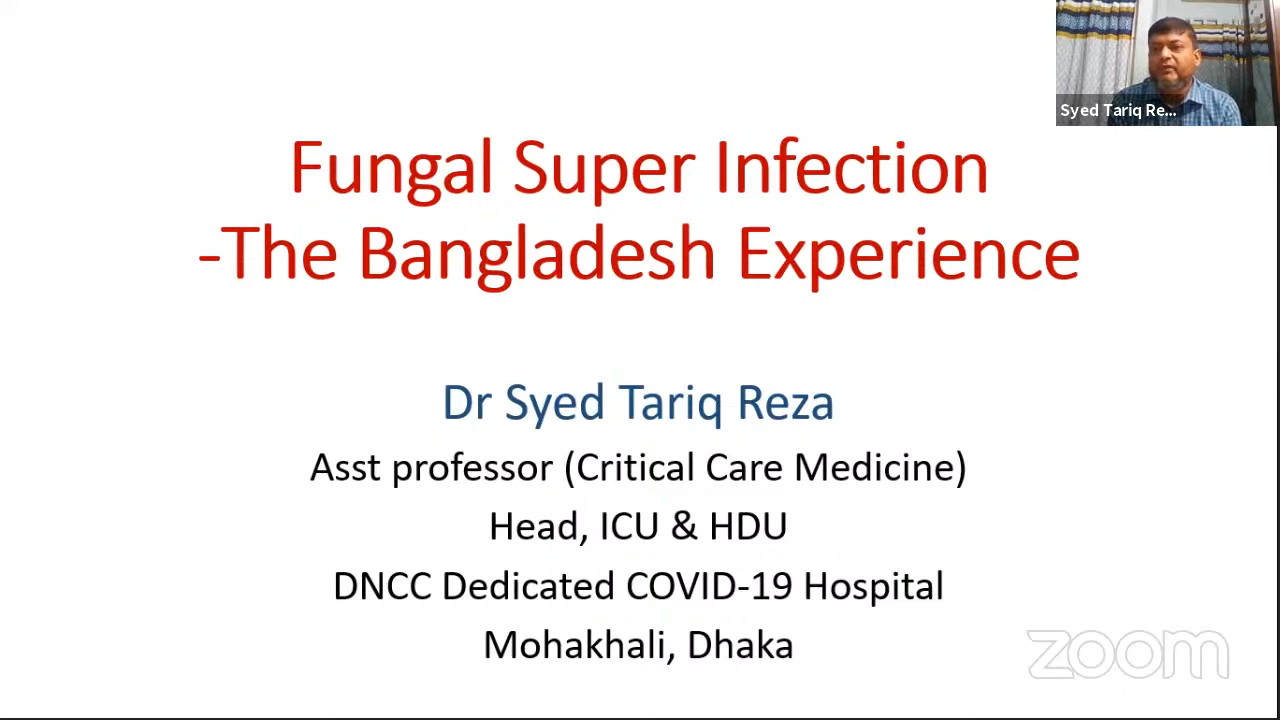 Syed Tariq Re...
Fungal Super Infection
-The Bangladesh Experience
Dr Syed Tariq Reza
Asst professor (Critical Care Medicine)
Head, ICU & HDU
DNCC Dedicated COVID-19 Hospital
Mohakhali, Dhaka
zoom